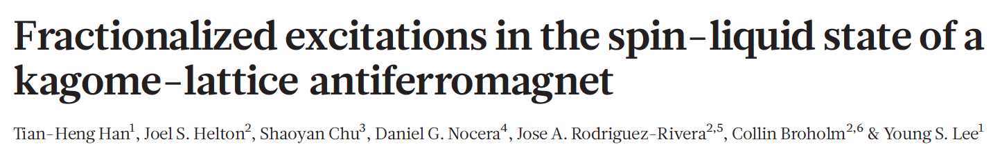 Fractionalized excitations in the spin-liquid state of a
kagome-lattice antiferromagnet
Tian-Heng Han1, Joel S. Helton2, Shaoyan Chu3, Daniel G. Nocera4, Jose A. Rodriguez-Rivera2,5, Collin Broholm2,6 & Young S. Lee1